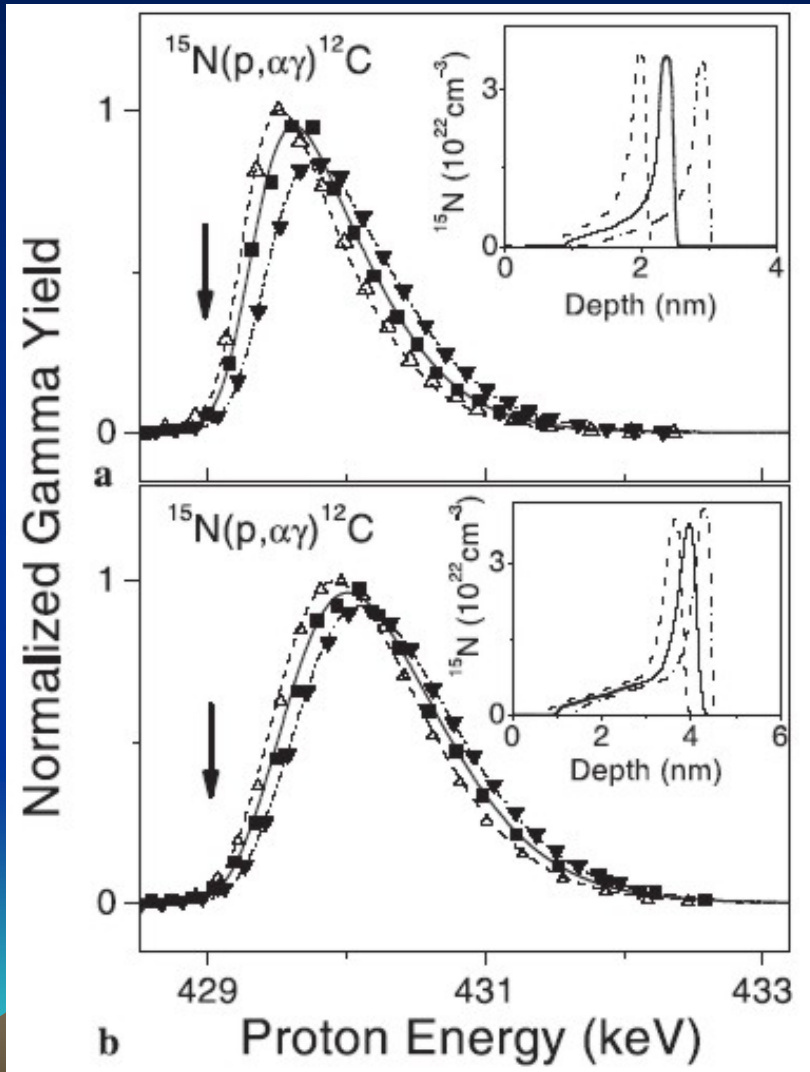 ¹⁵N(p,αγ)¹²C
1
0
a
¹⁵N (10²²cm⁻³)
3
0
0 2 4
Depth (nm)
Normalized Gamma Yield
¹⁵N(p,αγ)¹²C
1
0
¹⁵N (10²²cm⁻³)
3
0
0 2 4 6
Depth (nm)
429 431 433
b Proton Energy (keV)